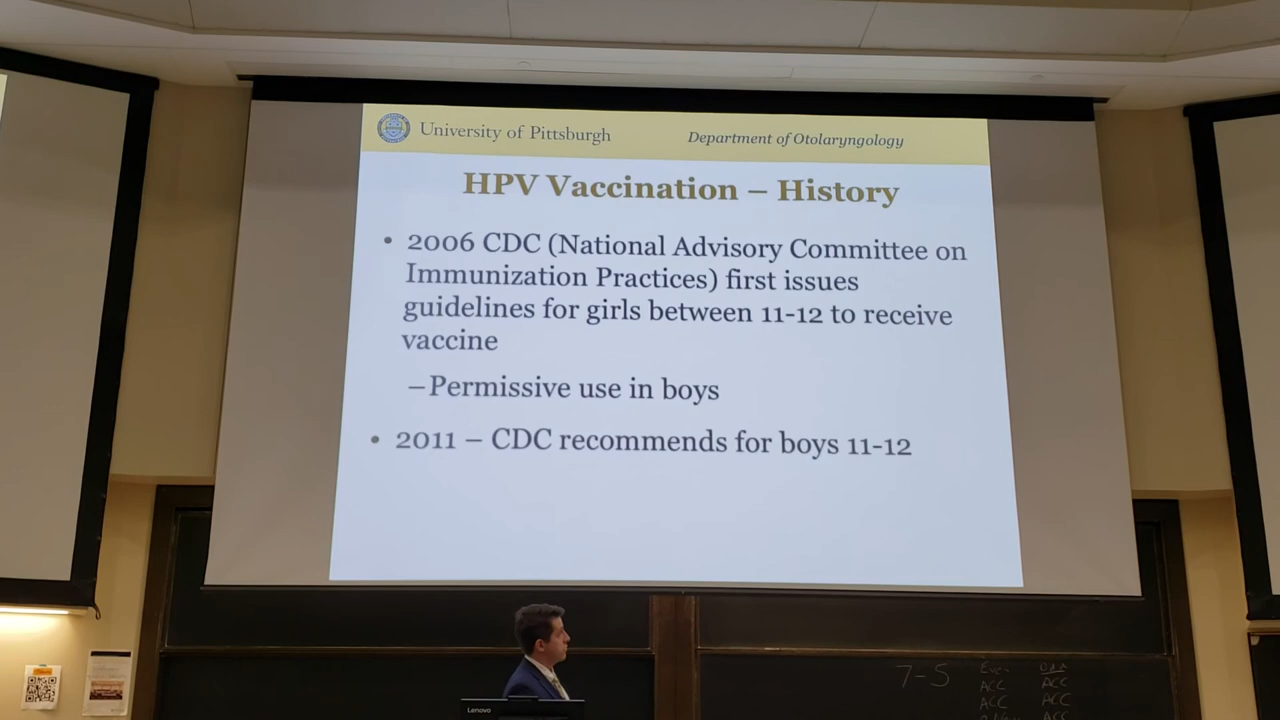 University of Pittsburgh
Department of Otolaryngology
HPV Vaccination – History
• 2006 CDC (National Advisory Committee on
Immunization Practices) first issues
guidelines for girls between 11-12 to receive
vaccine
–Permissive use in boys
• 2011 – CDC recommends for boys 11-12
Lenovo
7-5
ACC ACC
ACC ACC